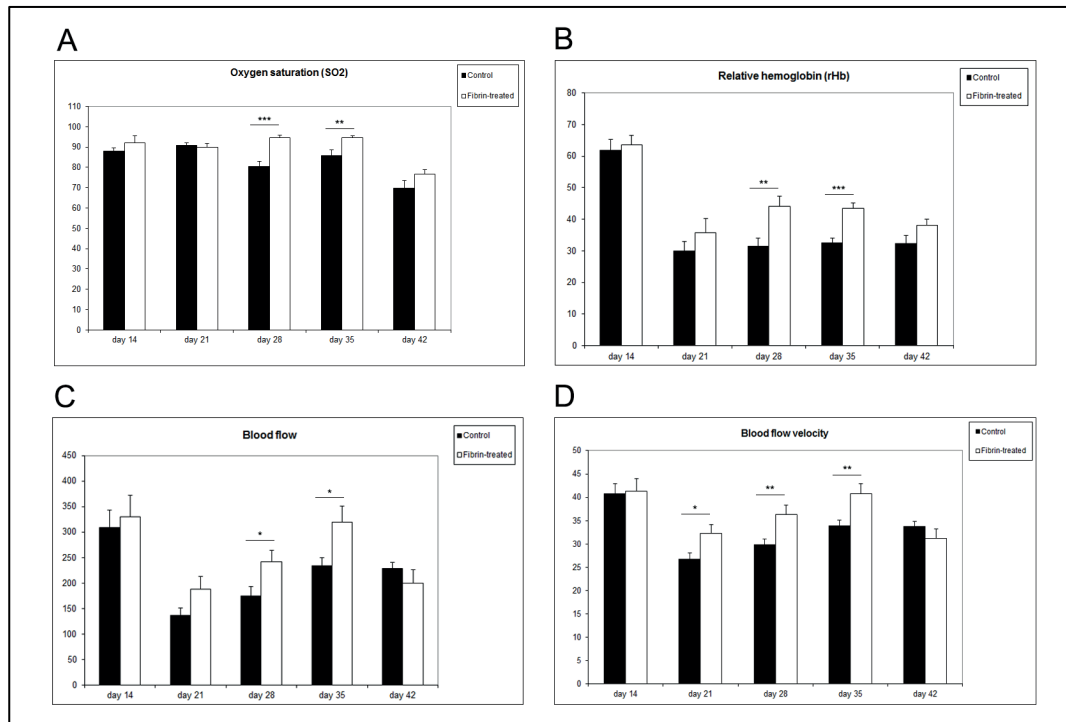 A
Oxygen saturation (SO2)
Control
Fibrin-treated
110
100
90
80
70
60
50
40
30
20
10
0
***
**
day 14
day 21
day 28
day 35
day 42
B
Relative hemoglobin (rHb)
Control
Fibrin-treated
80
70
60
50
40
30
20
10
0
**
***
day 14
day 21
day 28
day 35
day 42
C
Blood flow
Control
Fibrin-treated
450
400
350
300
250
200
150
100
50
0
*
*
day 14
day 21
day 28
day 35
day 42
D
Blood flow velocity
Control
Fibrin-treated
50
45
40
35
30
25
20
15
10
5
0
*
**
**
day 14
day 21
day 28
day 35
day 42